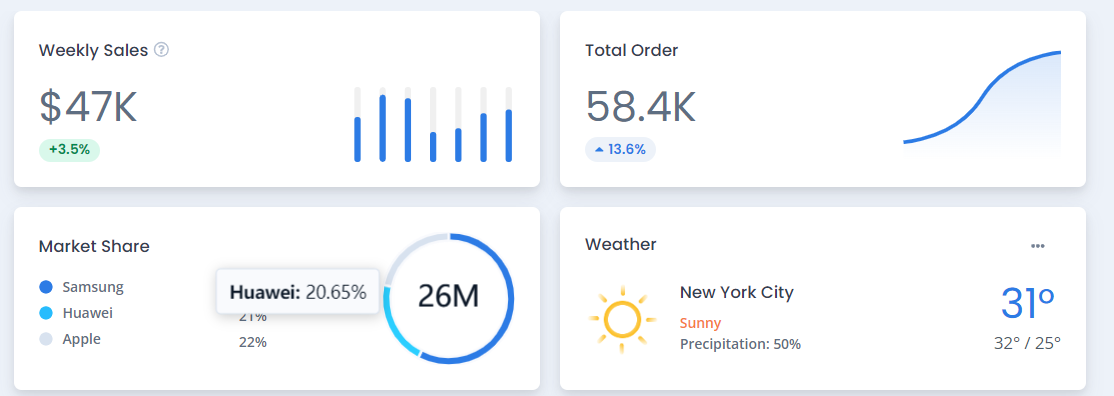 Weekly Sales ?
$47K
+3.5%
Total Order
58.4K
13.6%
Market Share
Samsung
Huawei
21%
Apple
22%
Huawei: 20.65%
26M
Weather
New York City
Sunny
Precipitation: 50%
31°
32° / 25°